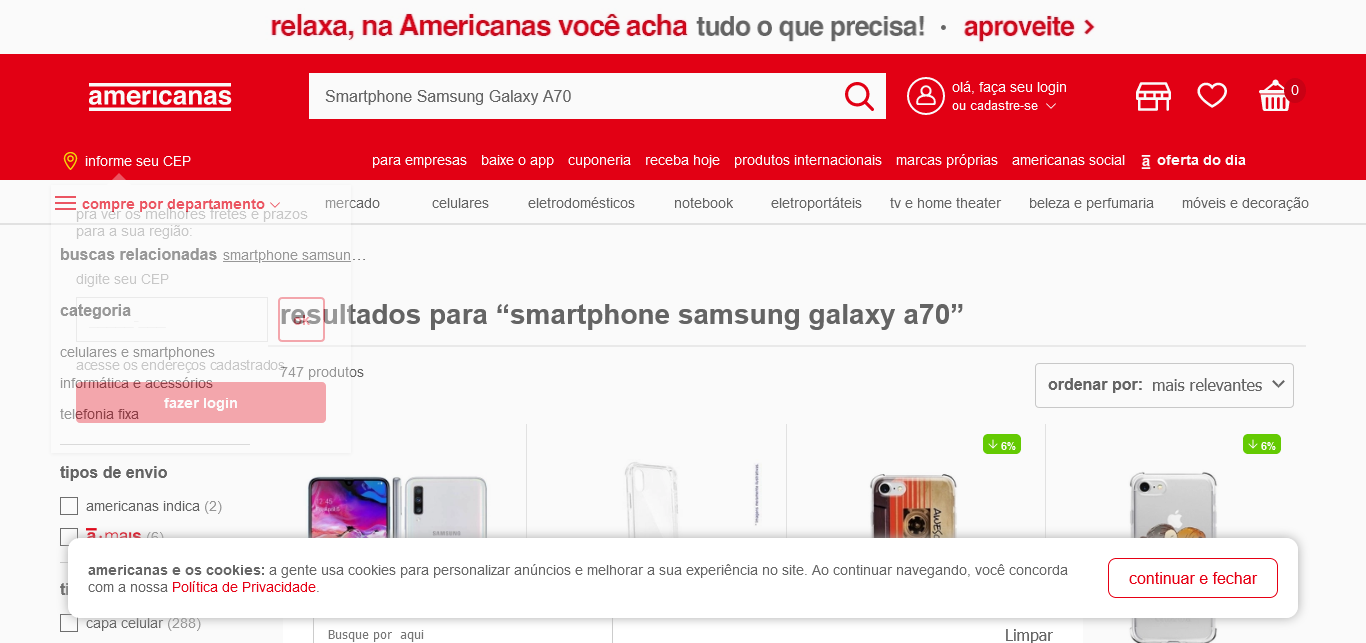 relaxa, na Americanas você acha tudo o que precisa! · aproveite >
americanas
Smartphone Samsung Galaxy A70
olá, faça seu login
ou cadastre-se
0
informe seu CEP
para empresas baixe o app cuponeria receba hoje produtos internacionais marcas próprias americanas social a oferta do dia
compre por departamento mercado celulares eletrodomésticos notebook eletroportáteis tv e home theater beleza e perfumaria móveis e decoração
pra ver os melhores fretes e prazos
para a sua região:
buscas relacionadas smartphone samsun...
digite seu CEP
categoria
ok
resultados para “smartphone samsung galaxy a70”
celulares e smartphones
acesse os endereços cadastrados
747 produtos
informática e acessórios
ordenar por: mais relevantes
fazer login
telefonia fixa
6%
6%
tipos de envio
americanas indica (2)
a+mais (6)
SAMSUNG
americanas e os cookies: a gente usa cookies para personalizar anúncios e melhorar a sua experiência no site. Ao continuar navegando, você concorda
com a nossa Política de Privacidade.
continuar e fechar
capa celular (288)
Busque por aqui
Limpar